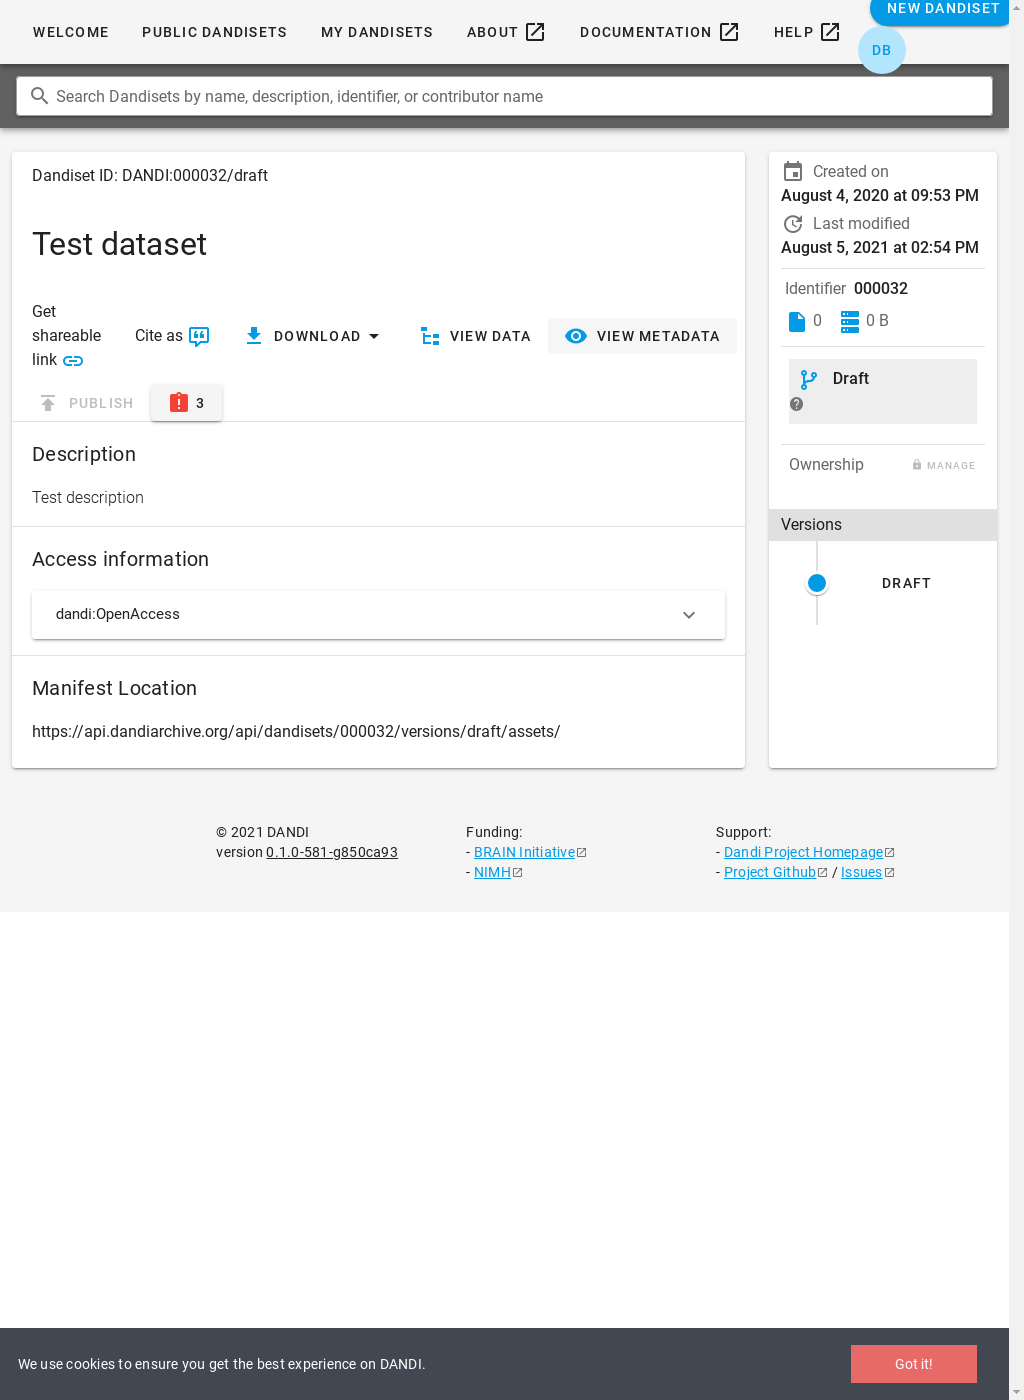 WELCOME
PUBLIC DANDISETS
MY DANDISETS
ABOUT
DOCUMENTATION
HELP
NEW DANDISET
DB
Search Dandisets by name, description, identifier, or contributor name
Dandiset ID: DANDI:000032/draft
Test dataset
Get
shareable
link
Cite as
DOWNLOAD
VIEW DATA
VIEW METADATA
PUBLISH
3
Description
Test description
Access information
dandi:OpenAccess
Manifest Location
https://api.dandiarchive.org/api/dandisets/000032/versions/draft/assets/
Created on
August 4, 2020 at 09:53 PM
Last modified
August 5, 2021 at 02:54 PM
Identifier 000032
0
0 B
Draft
Ownership
MANAGE
Versions
DRAFT
© 2021 DANDI
version 0.1.0-581-g850ca93
Funding:
- BRAIN Initiative
- NIMH
Support:
- Dandi Project Homepage
- Project Github / Issues
We use cookies to ensure you get the best experience on DANDI.
Got it!